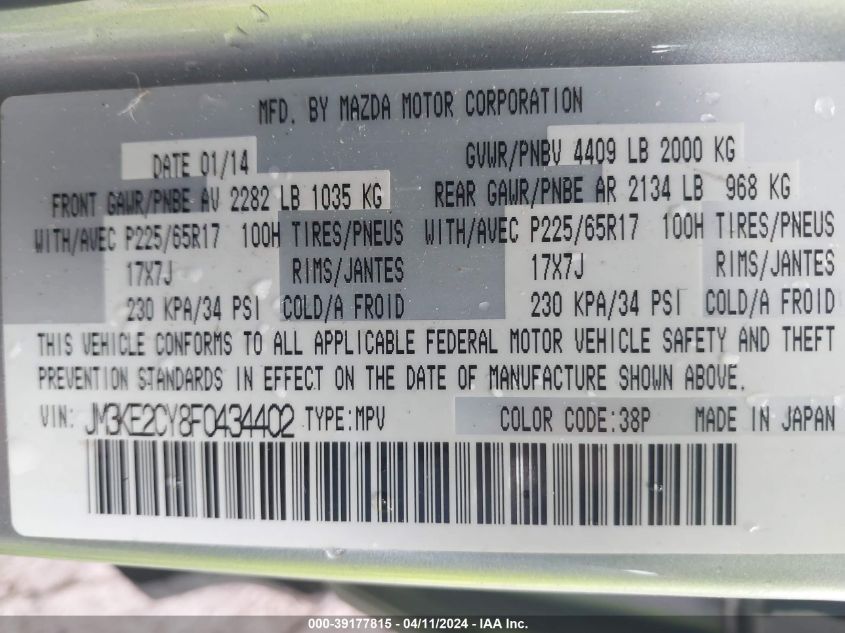 MFD. BY MAZDA MOTOR CORPORATION
DATE 01/14 GVWR/PNBV 4409 LB 2000 KG
FRONT GAWR/PNBE AV 2282 LB 1035 KG REAR GAWR/PNBE AR 2134 LB 968 KG
WITH/AVEC P225/65R17 100H TIRES/PNEUS WITH/AVEC P225/65R17 100H TIRES/PNEUS
17X7J RIMS/JANTES 17X7J RIMS/JANTES
230 KPA/34 PSI COLD/A FROID 230 KPA/34 PSI COLD/A FROID
THIS VEHICLE CONFORMS TO ALL APPLICABLE FEDERAL MOTOR VEHICLE SAFETY AND THEFT
PREVENTION STANDARDS IN EFFECT ON THE DATE OF MANUFACTURE SHOWN ABOVE.
VIN: JM3KE2CY8F0434402 TYPE:MPV COLOR CODE:38P MADE IN JAPAN
000-39177815 - 04/11/2024 - IAA Inc.